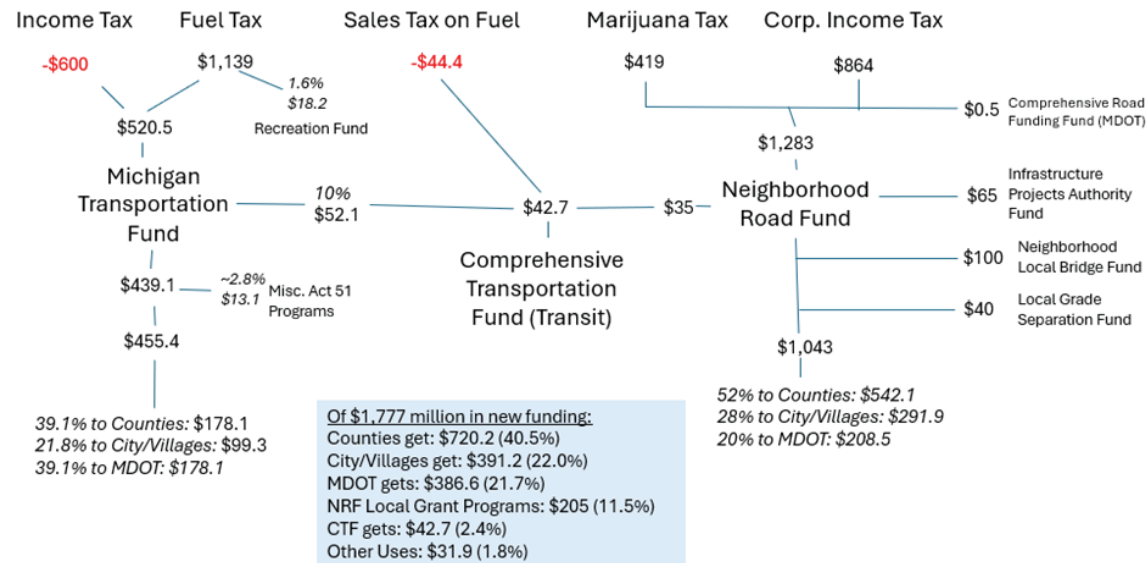 Income Tax
Fuel Tax
Sales Tax on Fuel
Marijuana Tax
Corp. Income Tax
-$600
$1,139
-$44.4
$419
$864
1.6%
$18.2
Recreation Fund
$0.5
Comprehensive Road
Funding Fund (MDOT)
$520.5
$1,283
Michigan
Transportation
Fund
10%
$52.1
$42.7
$35
Neighborhood
Road Fund
$65
Infrastructure
Projects Authority
Fund
Comprehensive
Transportation
Fund (Transit)
$100
Neighborhood
Local Bridge Fund
$439.1
~2.8%
$13.1
Misc. Act 51
Programs
$40
Local Grade
Separation Fund
$455.4
$1,043
39.1% to Counties: $178.1
21.8% to City/Villages: $99.3
39.1% to MDOT: $178.1
Of $1,777 million in new funding:
Counties get: $720.2 (40.5%)
City/Villages get: $391.2 (22.0%)
MDOT gets: $386.6 (21.7%)
NRF Local Grant Programs: $205 (11.5%)
CTF gets: $42.7 (2.4%)
Other Uses: $31.9 (1.8%)
52% to Counties: $542.1
28% to City/Villages: $291.9
20% to MDOT: $208.5